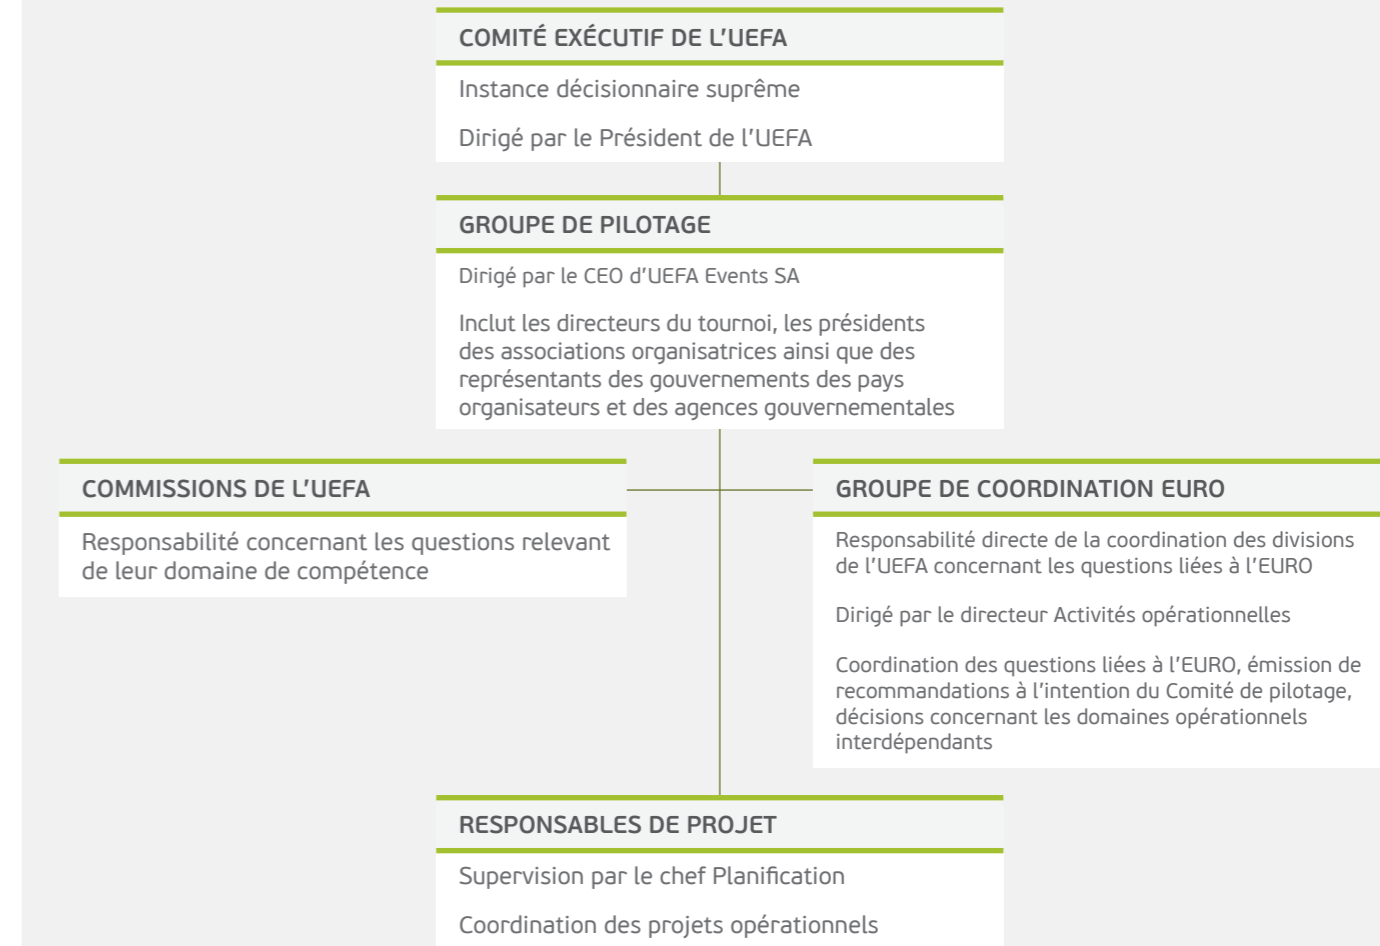 COMITÉ EXÉCUTIF DE L’UEFA
Instance décisionnaire suprême
Dirigé par le Président de l’UEFA
GROUPE DE PILOTAGE
Dirigé par le CEO d’UEFA Events SA
Inclut les directeurs du tournoi, les présidents
des associations organisatrices ainsi que des
représentants des gouvernements des pays
organisateurs et des agences gouvernementales
COMMISSIONS DE L’UEFA
Responsabilité concernant les questions relevant
de leur domaine de compétence
GROUPE DE COORDINATION EURO
Responsabilité directe de la coordination des divisions
de l’UEFA concernant les questions liées à l’EURO
Dirigé par le directeur Activités opérationnelles
Coordination des questions liées à l’EURO, émission de
recommandations à l’intention du Comité de pilotage,
décisions concernant les domaines opérationnels
interdépendants
RESPONSABLES DE PROJET
Supervision par le chef Planification
Coordination des projets opérationnels